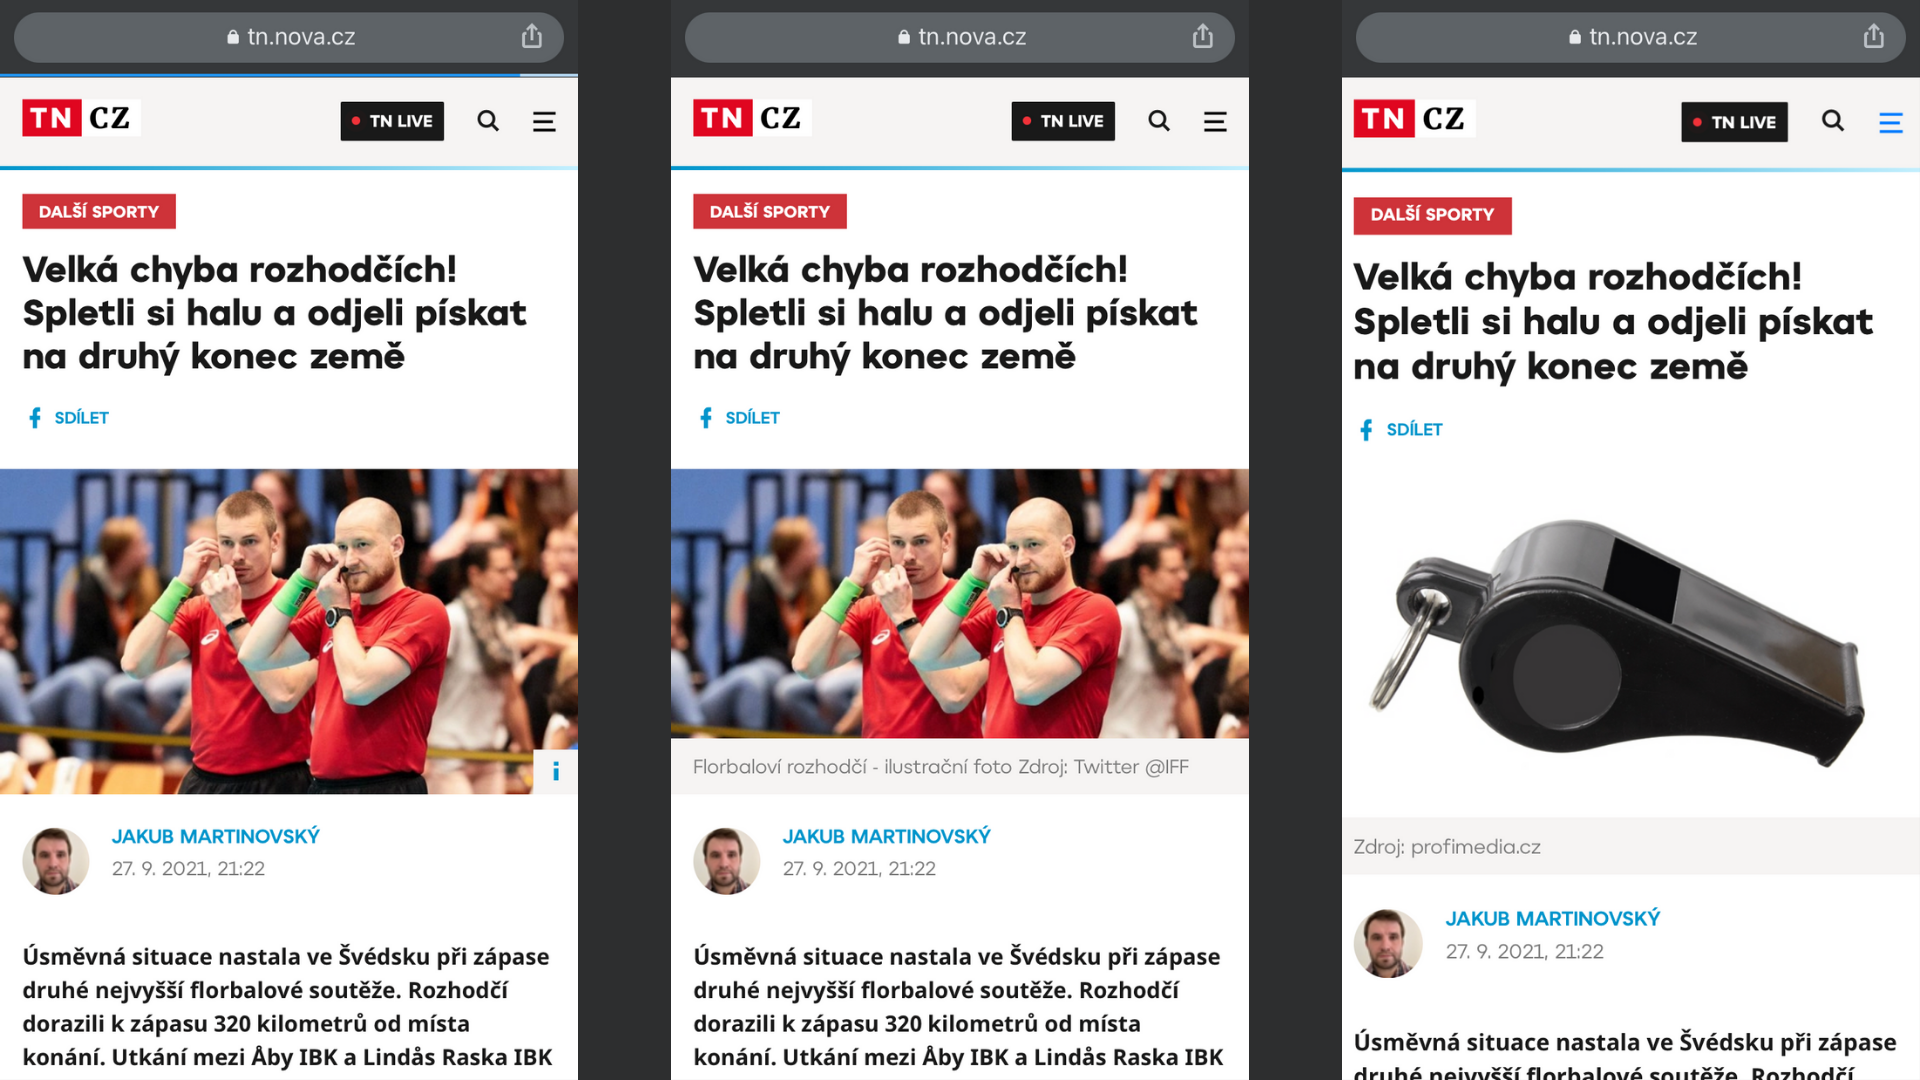 tn.nova.cz
TN CZ
TN LIVE
DALŠÍ SPORTY
Velká chyba rozhodčích!
Spletli si halu a odjeli pískat
na druhý konec země
SDÍLET
i
JAKUB MARTINOVSKÝ
27. 9. 2021, 21:22
Úsměvná situace nastala ve Švédsku při zápase
druhé nejvyšší florbalové soutěže. Rozhodčí
dorazili k zápasu 320 kilometrů od místa
konání. Utkání mezi Åby IBK a Lindås Raska IBK
tn.nova.cz
TN CZ
TN LIVE
DALŠÍ SPORTY
Velká chyba rozhodčích!
Spletli si halu a odjeli pískat
na druhý konec země
SDÍLET
Florbaloví rozhodčí - ilustrační foto Zdroj: Twitter @IFF
JAKUB MARTINOVSKÝ
27. 9. 2021, 21:22
Úsměvná situace nastala ve Švédsku při zápase
druhé nejvyšší florbalové soutěže. Rozhodčí
dorazili k zápasu 320 kilometrů od místa
konání. Utkání mezi Åby IBK a Lindås Raska IBK
tn.nova.cz
TN CZ
TN LIVE
DALŠÍ SPORTY
Velká chyba rozhodčích!
Spletli si halu a odjeli pískat
na druhý konec země
SDÍLET
Zdroj: profimedia.cz
JAKUB MARTINOVSKÝ
27. 9. 2021, 21:22
Úsměvná situace nastala ve Švédsku při zápase
druhé nejvyšší florbalové soutěže. Rozhodčí